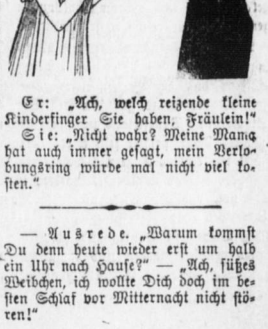 Er: „Ach, welch reizende kleine
Kinderfinger Sie haben, Fräulein!“
Sie: „Nicht wahr? Meine Mama
hat auch immer gesagt, mein Verlo-
bungsring würde mal nicht viel ko-
sten.“
— Ausrede. „Warum kommst
Du denn heute wieder erst um halb
ein Uhr nach Hause?“ — „Ach, süßes
Weibchen, ich wollte Dich doch im be-
sten Schlaf vor Mitternacht nicht stö-
ren!“